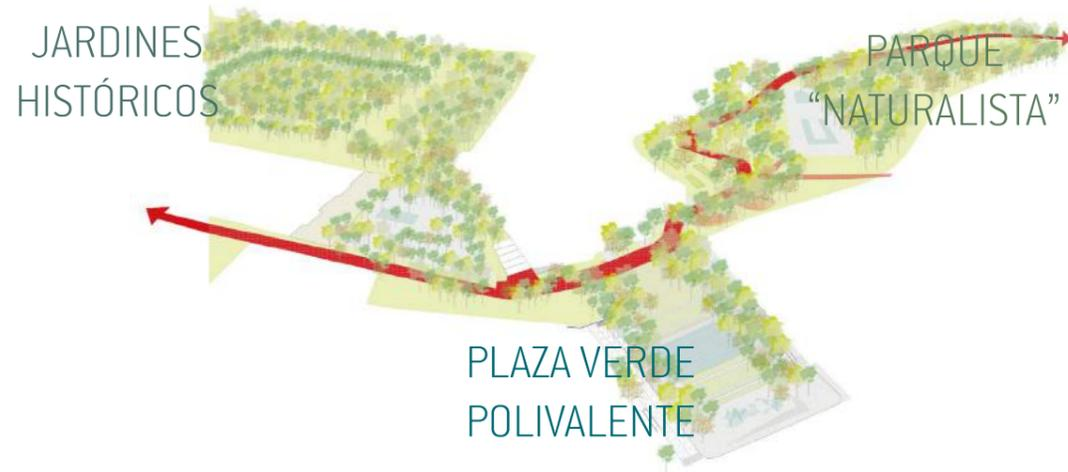 JARDINES
HISTÓRICOS
PARQUE
“NATURALISTA”
PLAZA VERDE
POLIVALENTE